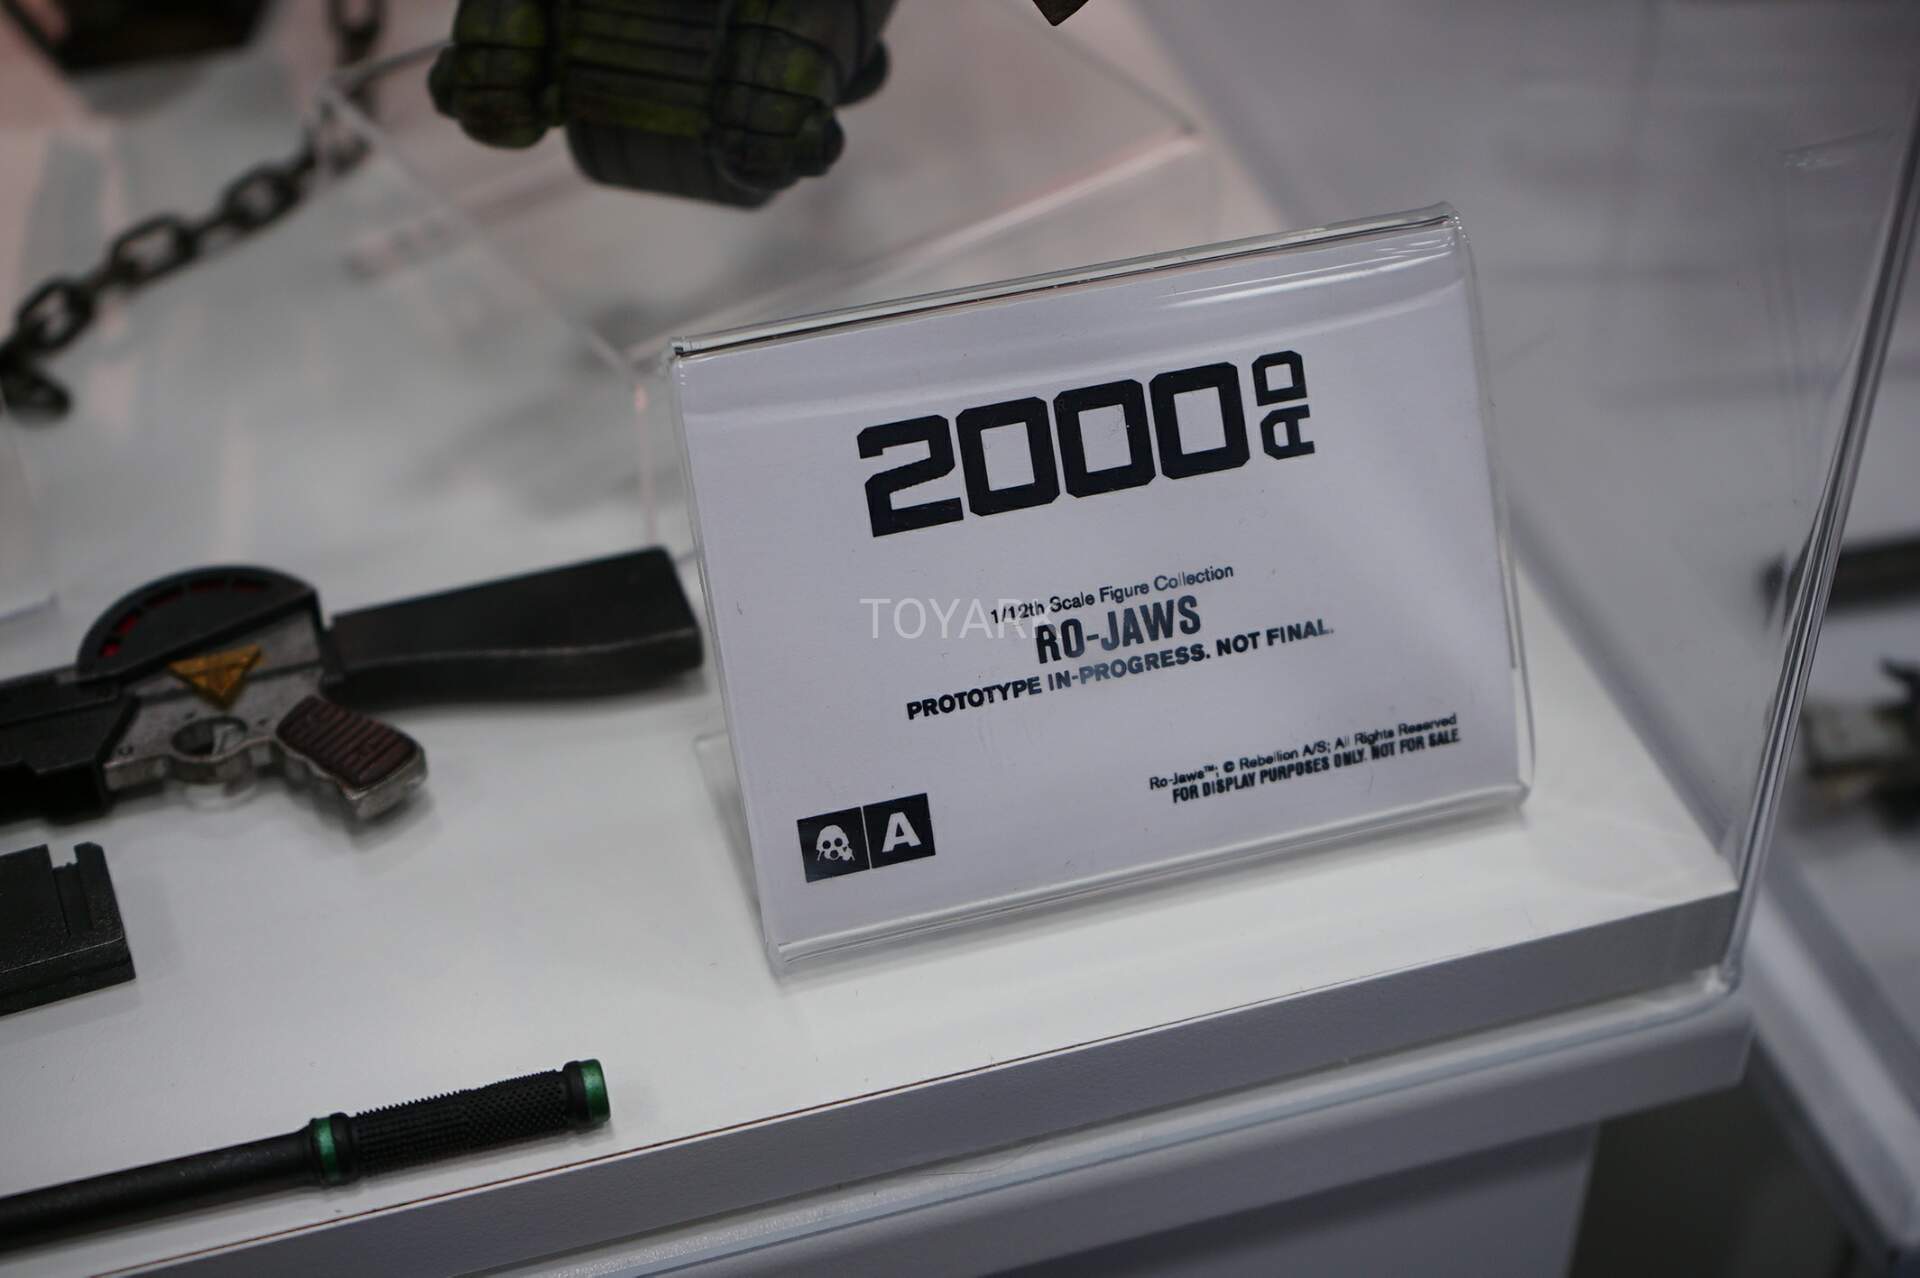 2000 AD
1/12th Scale Figure Collection
RO-JAWS
PROTOTYPE IN-PROGRESS. NOT FINAL.
Ro-Jaws™; © Rebellion A/S; All Rights Reserved
FOR DISPLAY PURPOSES ONLY. NOT FOR SALE.
A
TOYARK